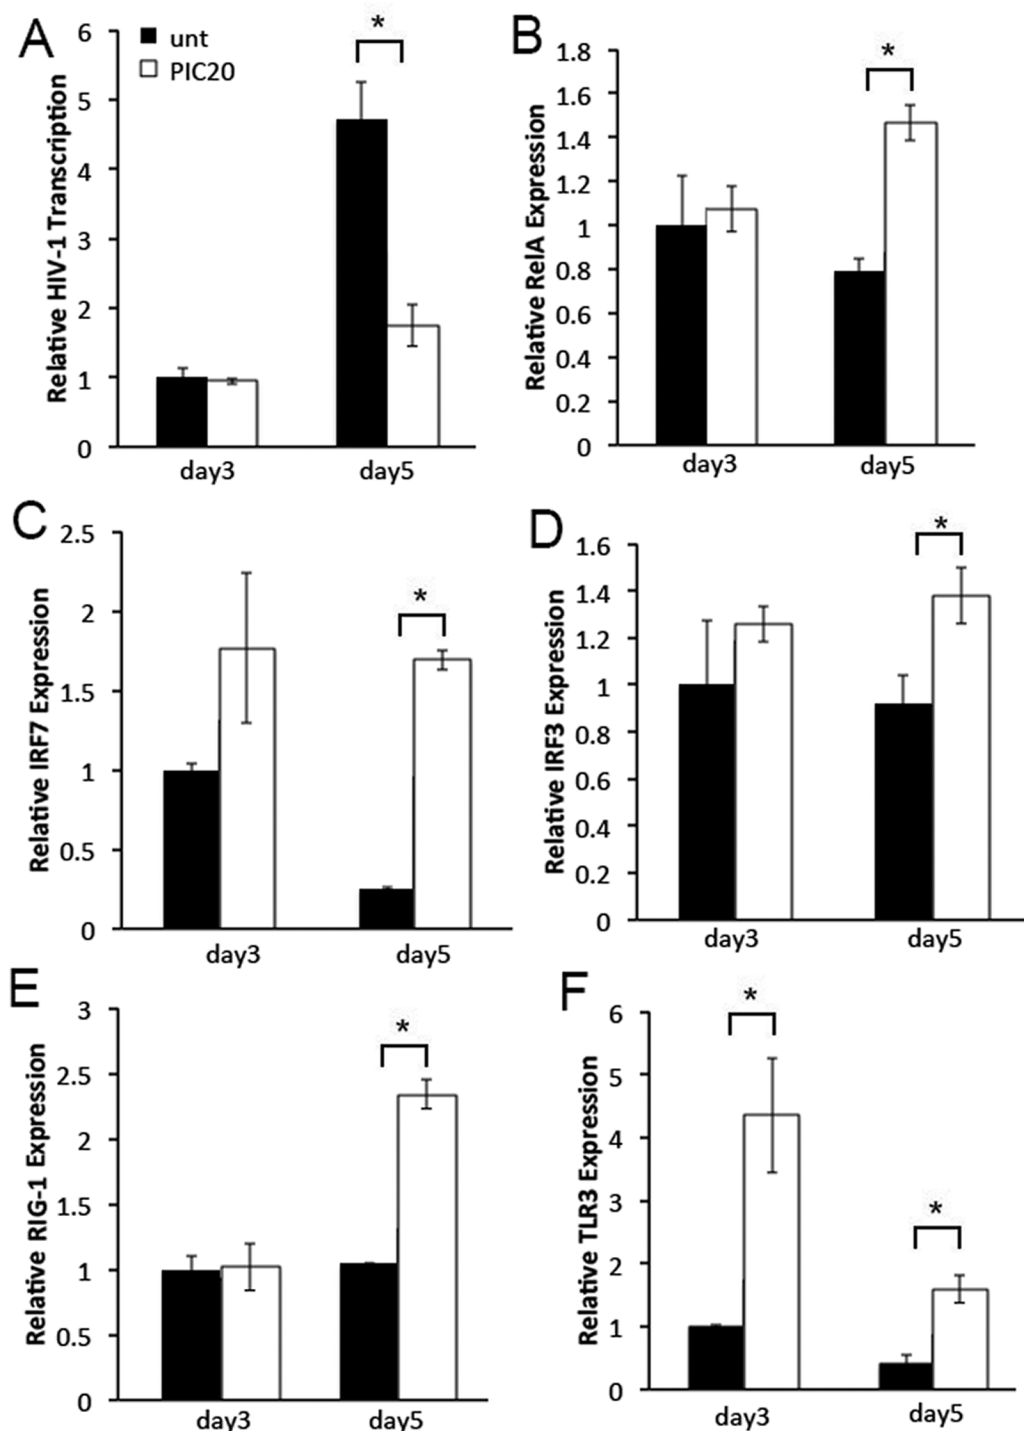 A
Relative HIV-1 Transcription
6
5
4
3
2
1
0
unt
PIC20
*
day3
day5
B
Relative RelA Expression
1.8
1.6
1.4
1.2
1
0.8
0.6
0.4
0.2
0
*
day3
day5
C
Relative IRF7 Expression
2.5
2
1.5
1
0.5
0
*
day3
day5
D
Relative IRF3 Expression
1.6
1.4
1.2
1
0.8
0.6
0.4
0.2
0
*
day3
day5
E
Relative RIG-1 Expression
3
2.5
2
1.5
1
0.5
0
*
day3
day5
F
Relative TLR3 Expression
6
5
4
3
2
1
0
*
*
day3
day5